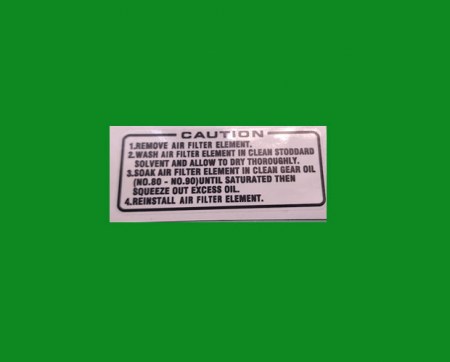 CAUTION
1.REMOVE AIR FILTER ELEMENT.
2.WASH AIR FILTER ELEMENT IN CLEAN STODDARD
SOLVENT AND ALLOW TO DRY THOROUGHLY.
3.SOAK AIR FILTER ELEMENT IN CLEAN GEAR OIL
(NO.80 - NO.90)UNTIL SATURATED THEN
SQUEEZE OUT EXCESS OIL.
4.REINSTALL AIR FILTER ELEMENT.